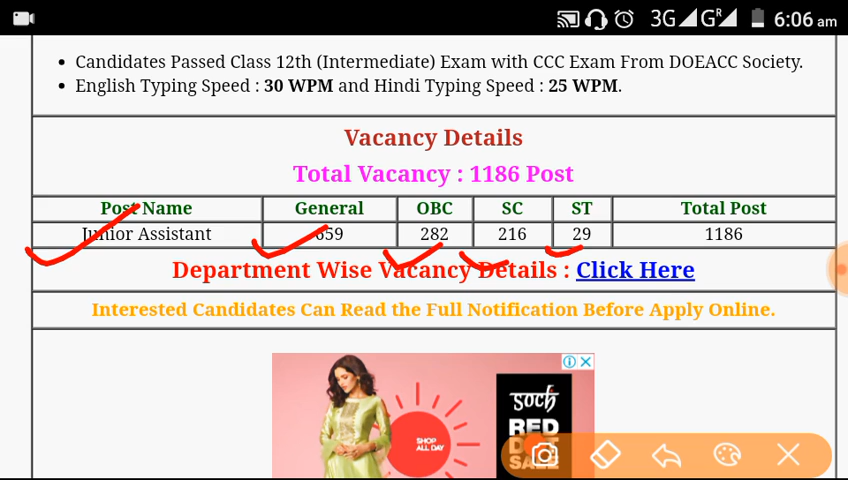 3G G R 6:06 am
• Candidates Passed Class 12th (Intermediate) Exam with CCC Exam From DOEACC Society.
• English Typing Speed : 30 WPM and Hindi Typing Speed : 25 WPM.
Vacancy Details
Total Vacancy : 1186 Post
Post Name General OBC SC ST Total Post
Junior Assistant 659 282 216 29 1186
Department Wise Vacancy Details : Click Here
Interested Candidates Can Read the Full Notification Before Apply Online.
soch
SHOP
ALL DAY
RED
DOT
SALE